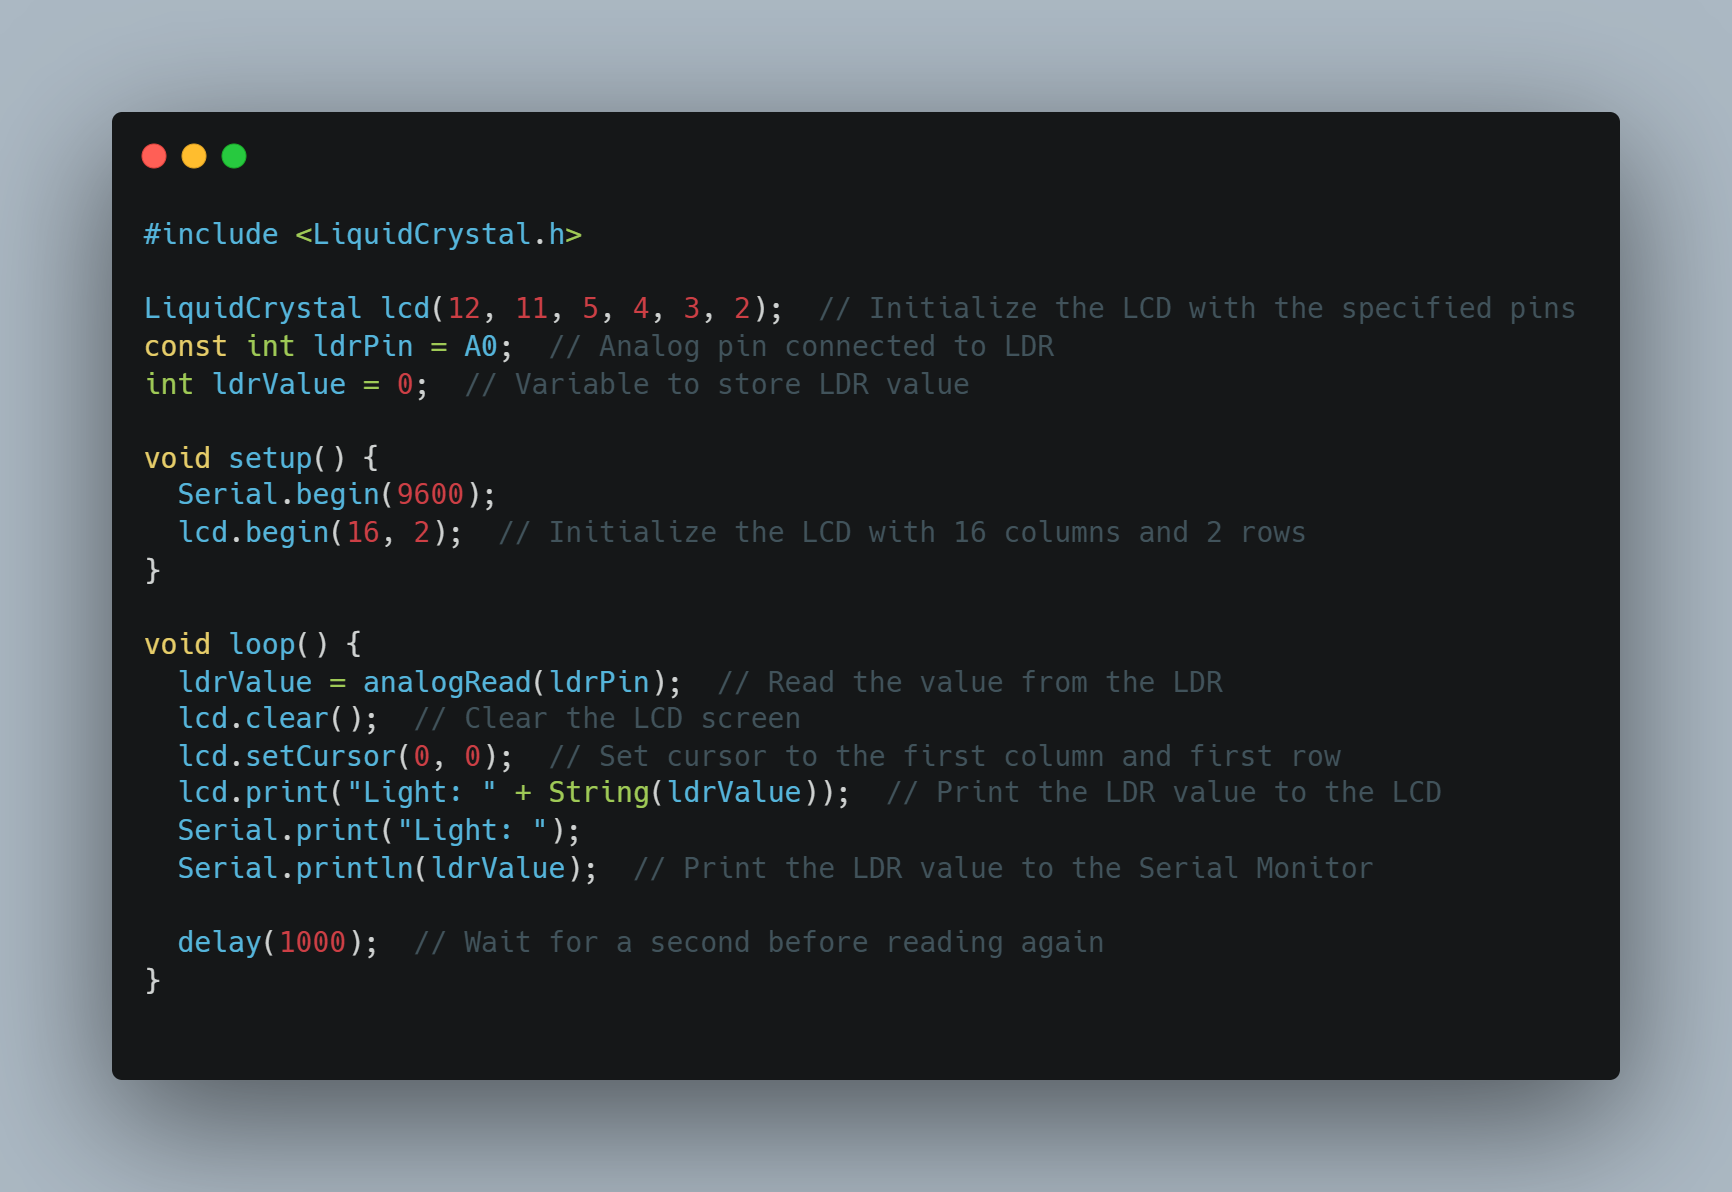 #include <LiquidCrystal.h>
LiquidCrystal lcd(12, 11, 5, 4, 3, 2);  // Initialize the LCD with the specified pins
const int ldrPin = A0;  // Analog pin connected to LDR
int ldrValue = 0;  // Variable to store LDR value
void setup() {
  Serial.begin(9600);
  lcd.begin(16, 2);  // Initialize the LCD with 16 columns and 2 rows
}
void loop() {
  ldrValue = analogRead(ldrPin);  // Read the value from the LDR
  lcd.clear();  // Clear the LCD screen
  lcd.setCursor(0, 0);  // Set cursor to the first column and first row
  lcd.print("Light: " + String(ldrValue));  // Print the LDR value to the LCD
  Serial.print("Light: ");
  Serial.println(ldrValue);  // Print the LDR value to the Serial Monitor
  delay(1000);  // Wait for a second before reading again
}